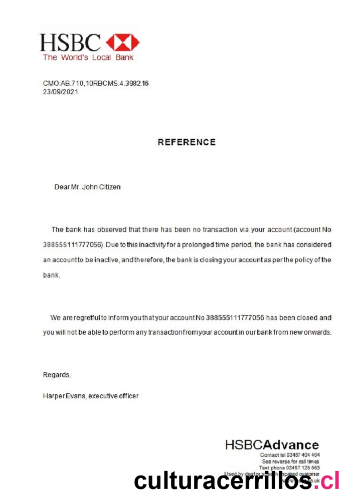 HSBC
The World's Local Bank
CMO.AB.710,10RBCMS.4.3982.16
23/09/2021
REFERENCE
Dear Mr. John Citizen
The bank has observed that there has been no transaction via your account (account No
388555111777056). Due to this inactivity for a prolonged time period, the bank has considered
an account to be inactive, and therefore, the bank is closing your account as per the policy of the
bank.
We are regretful to inform you that your account No 388555111777056 has been closed and
you will not be able to perform any transaction from your account in our bank from new onwards.
Regards,
Harper Evans, executive officer
HSBCAdvance
Contact tel 03457 404 404
See reverse for call times
Text phone 03457 125 563
Used by deaf or speech impaired customer
culturacerrillos.cl